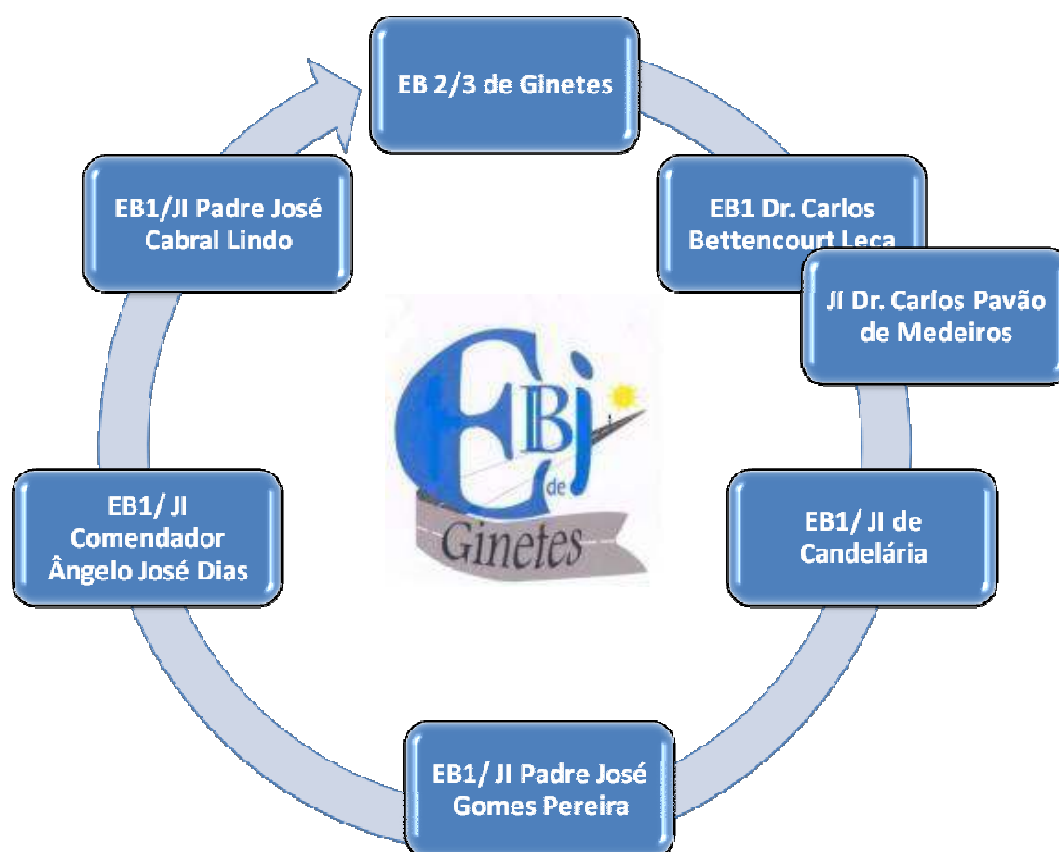 EB 2/3 de Ginetes
EB1 Dr. Carlos
Bettencourt Leça
JI Dr. Carlos Pavão
de Medeiros
EB1/ JI de
Candelária
EB1/ JI Padre José
Gomes Pereira
EB1/ JI
Comendador
Ângelo José Dias
EB1/JI Padre José
Cabral Lindo
EBj
de
Ginetes